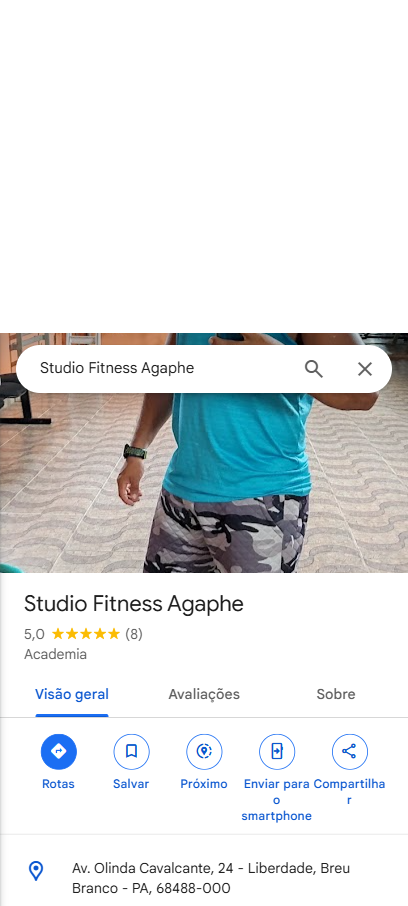 Studio Fitness Agaphe
Studio Fitness Agaphe
5,0 (8)
Academia
Visão geral Avaliações Sobre
Rotas Salvar Próximo Enviar para o smartphone Compartilhar
Av. Olinda Cavalcante, 24 - Liberdade, Breu
Branco - PA, 68488-000